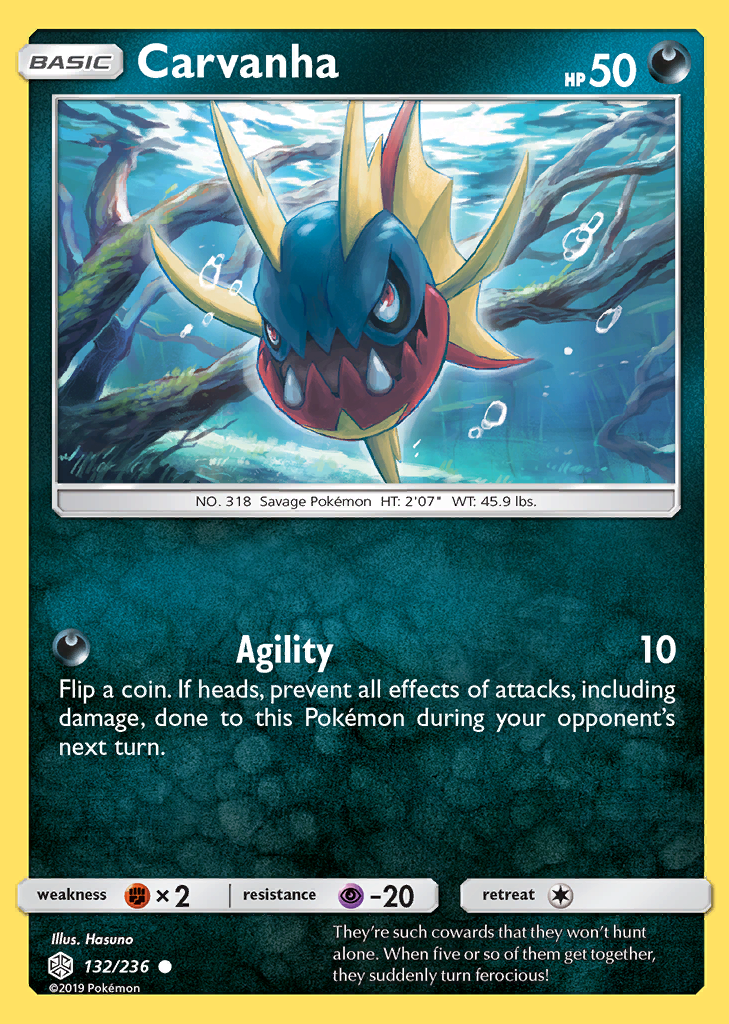 BASIC Carvanha HP 50
NO. 318 Savage Pokémon HT: 2'07" WT: 45.9 lbs.
Agility 10
Flip a coin. If heads, prevent all effects of attacks, including
damage, done to this Pokémon during your opponent's
next turn.
weakness ×2 resistance -20 retreat
Illus. Hasuno
They're such cowards that they won't hunt
alone. When five or so of them get together,
they suddenly turn ferocious!
132/236
©2019 Pokémon